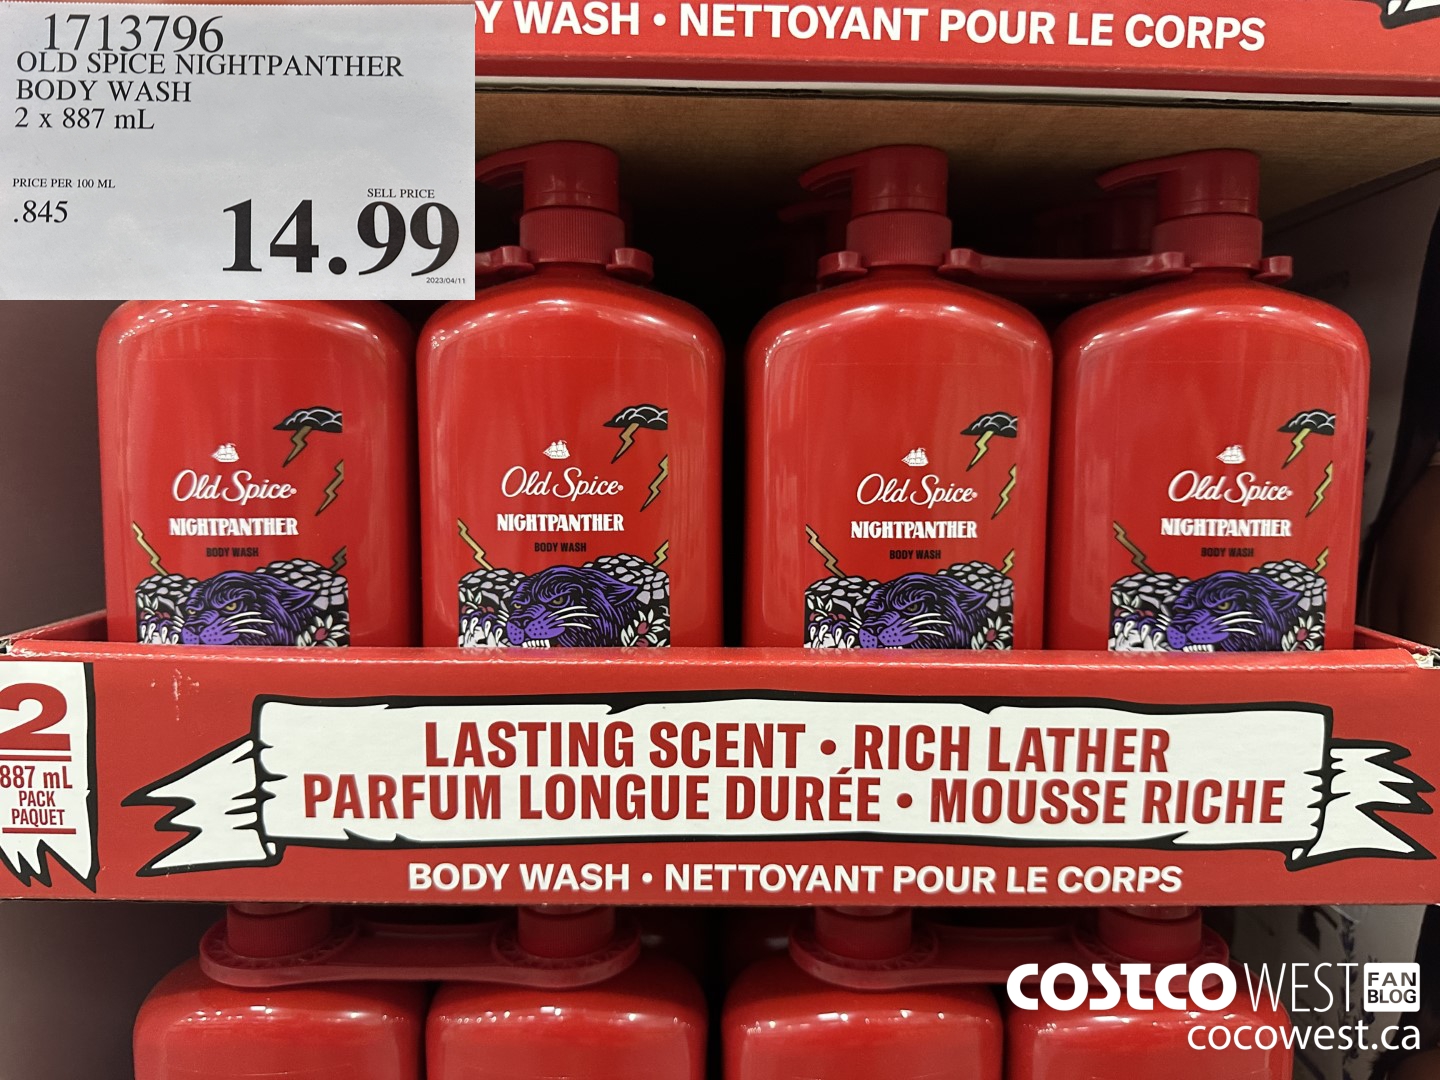 1713796
OLD SPICE NIGHTPANTHER
BODY WASH
2 x 887 mL
PRICE PER 100 ML
.845
SELL PRICE
14.99
2023/04/11
Y WASH • NETTOYANT POUR LE CORPS
Old Spice
NIGHTPANTHER
BODY WASH
Old Spice
NIGHTPANTHER
BODY WASH
Old Spice
NIGHTPANTHER
BODY WASH
Old Spice
NIGHTPANTHER
BODY WASH
2
887 mL
PACK
PAQUET
LASTING SCENT • RICH LATHER
PARFUM LONGUE DURÉE • MOUSSE RICHE
BODY WASH • NETTOYANT POUR LE CORPS
COSTCO WEST FAN BLOG
cocowest.ca